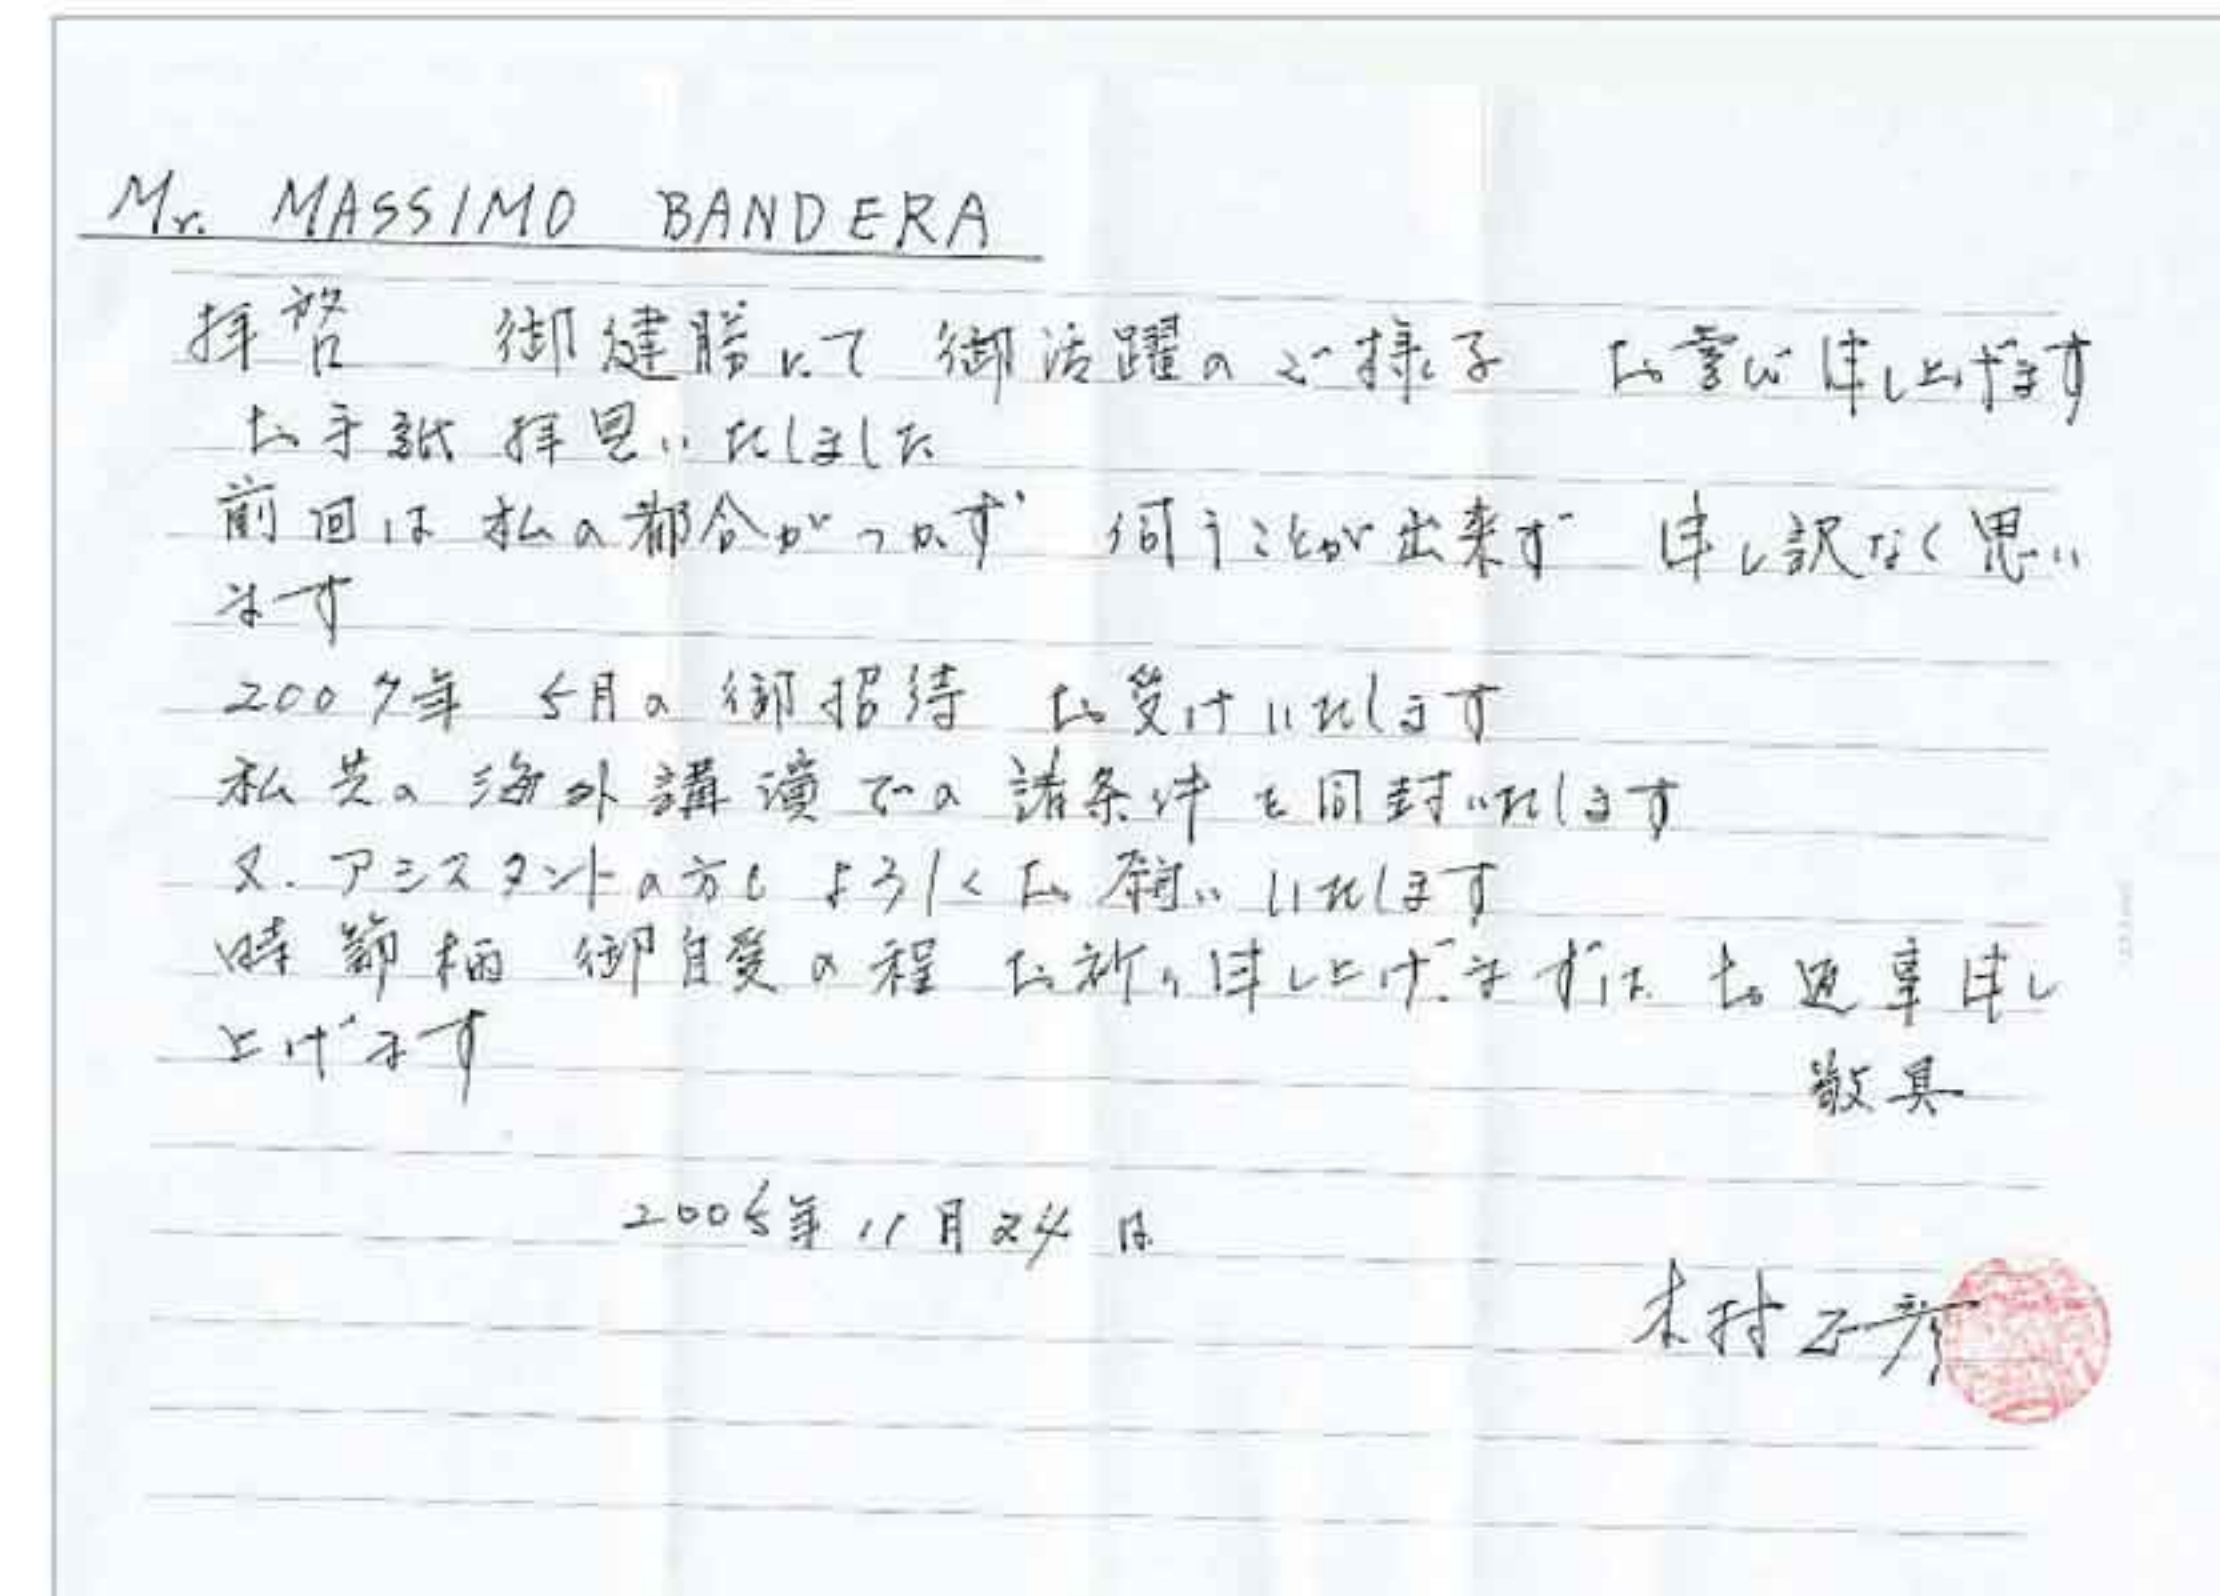 Mr. MASSIMO BANDERA
拝啓 御健勝にて 御活躍のご様子 お喜び申し上げます
お手紙拝見いたしました
前回は私の都合がつかず 伺うことが出来ず 申し訳なく思い
ます
2007年 5月の御招待 お受けいたします
私共の海外講演での諸条件を同封いたします
又、アシスタントの方もよろしくお願いいたします
時節柄 御自愛の程 お祈り申し上げ まずは お返事申し
上げます
敬具
2005年11月24日
木村正彦